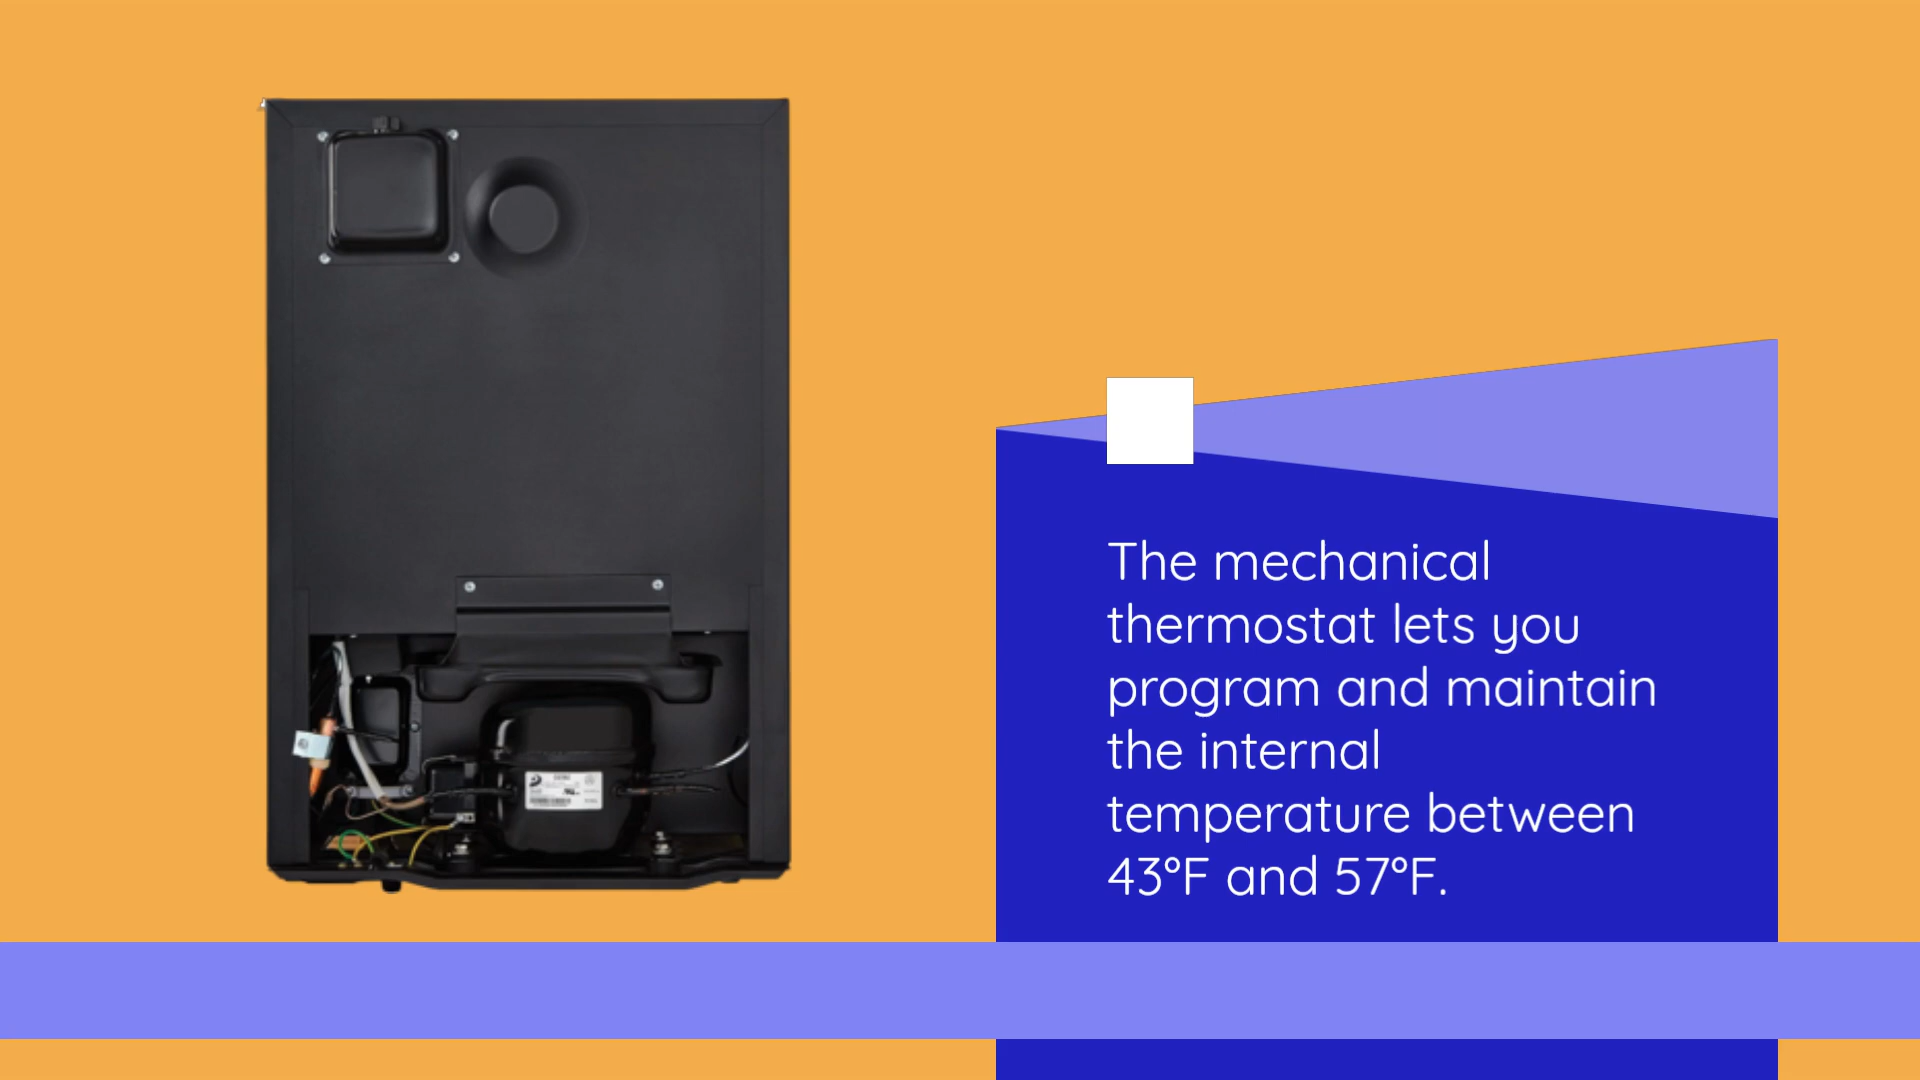 The mechanical
thermostat lets you
program and maintain
the internal
temperature between
43°F and 57°F.